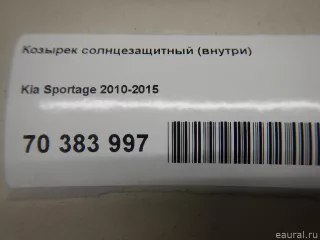 Козырек солнцезащитный (внутри)
Kia Sportage 2010-2015
70 383 997
eaural.ru